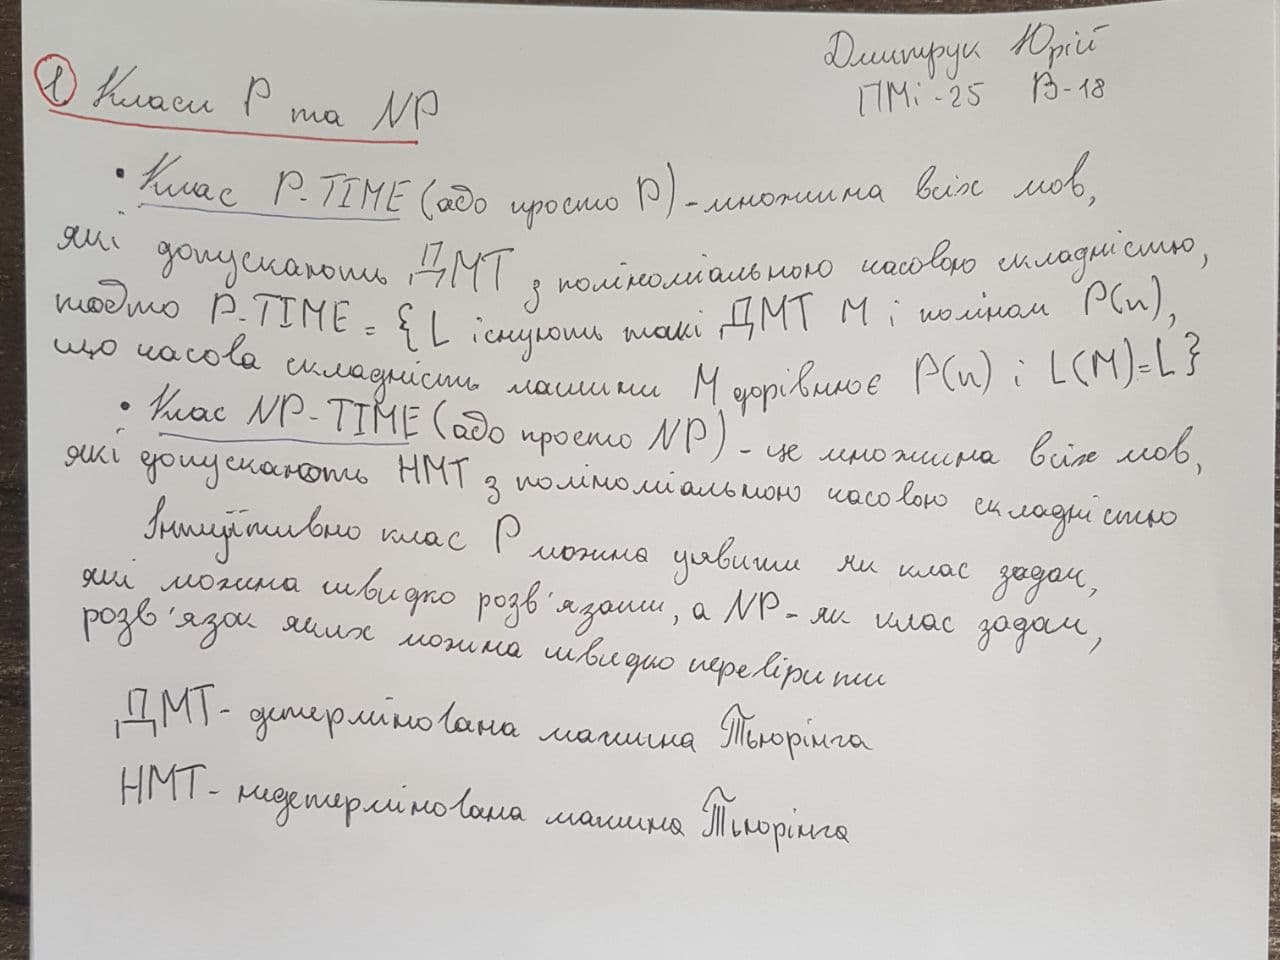 Дмитрук Юрій
ПМі-25 В-18
1. Класи P та NP
• Клас P-TIME (або просто P) - множина всіх мов,
які допускають ДМТ з поліноміальною часовою складністю,
тобто P-TIME = { L існують такі ДМТ M і поліном P(n),
що часова складність машини M дорівнює P(n) і L(M)=L }
• Клас NP-TIME (або просто NP) - це множина всіх мов,
які допускають НМТ з поліноміальною часовою складністю
Інтуїтивно клас P можна уявити як клас задач,
які можна швидко розв'язати, а NP - як клас задач,
розв'язок яких можна швидко перевірити
ДМТ - детермінована машина Тьюрінга
НМТ - недетермінована машина Тьюрінга